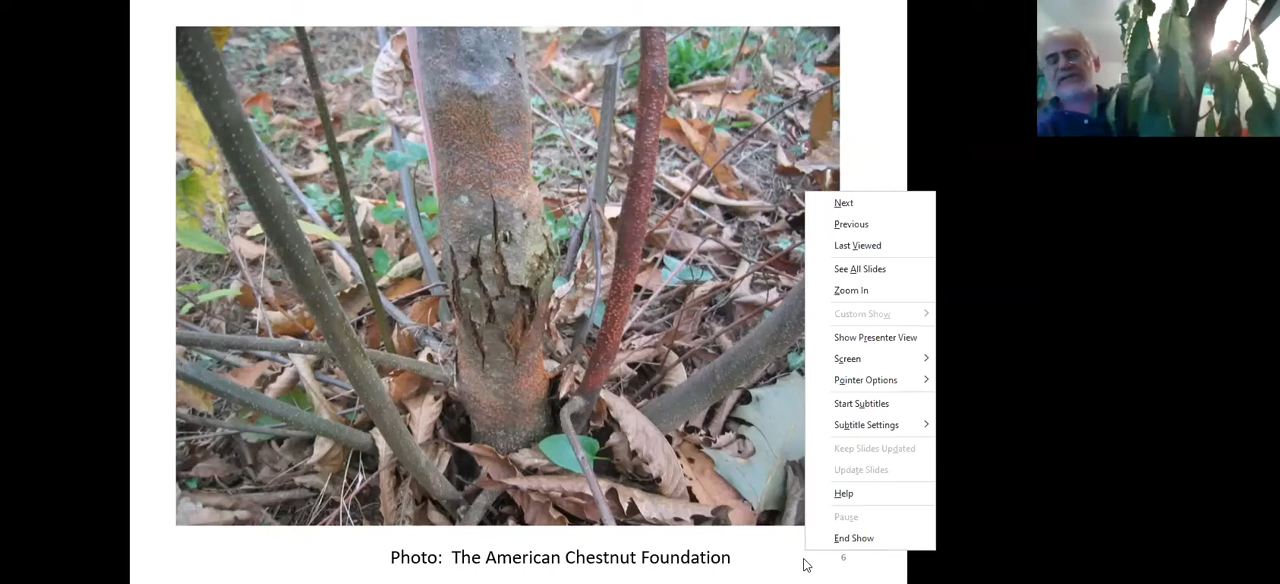 Next
Previous
Last Viewed
See All Slides
Zoom In
Custom Show
Show Presenter View
Screen
Pointer Options
Start Subtitles
Subtitle Settings
Keep Slides Updated
Update Slides
Help
Pause
End Show
Photo: The American Chestnut Foundation
6